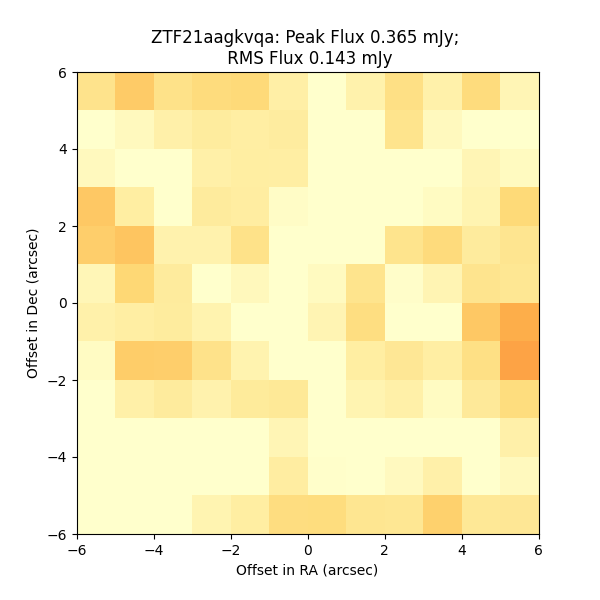 ZTF21aagkvqa: Peak Flux 0.365 mJy;
RMS Flux 0.143 mJy
6
4
2
0
−2
−4
−6
Offset in Dec (arcsec)
−6 −4 −2 0 2 4 6
Offset in RA (arcsec)